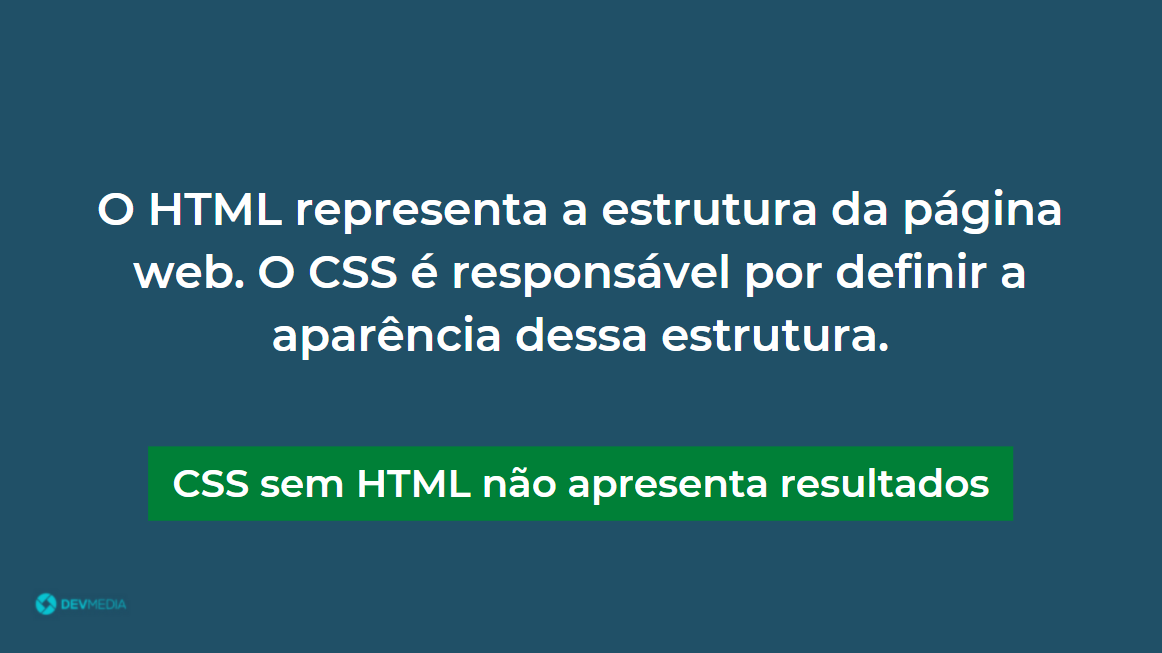 O HTML representa a estrutura da página
web. O CSS é responsável por definir a
aparência dessa estrutura.
CSS sem HTML não apresenta resultados
DEVMEDIA